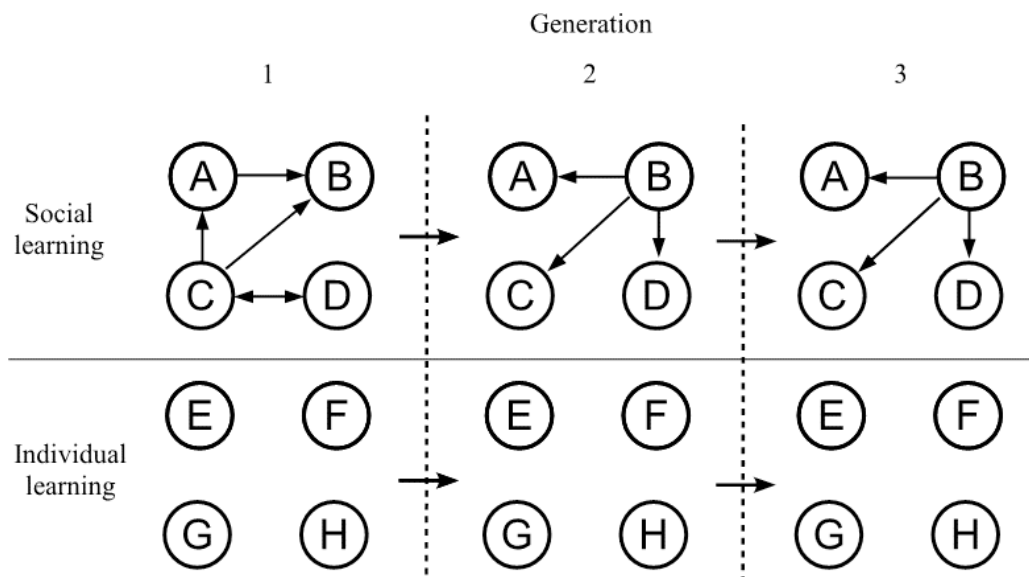 Generation
1 2 3
A B A B A B
Social
learning
C D C D C D
E F E F E F
Individual
learning
G H G H G H